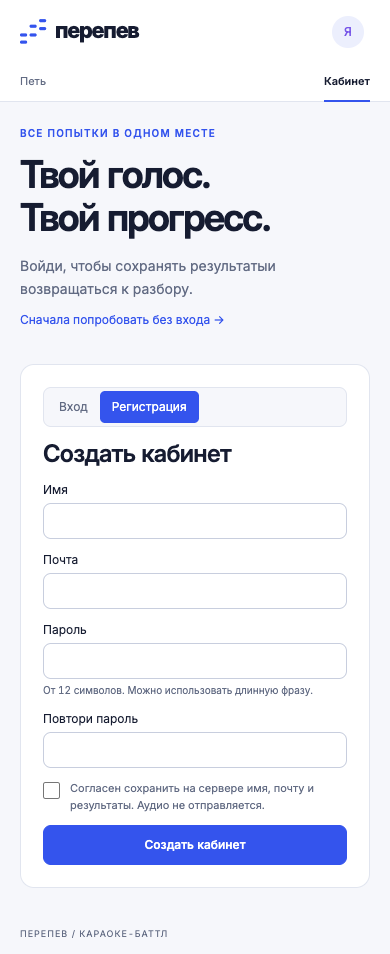 перепев
Я
Петь
Кабинет
ВСЕ ПОПЫТКИ В ОДНОМ МЕСТЕ
Твой голос.
Твой прогресс.
Войди, чтобы сохранять результатыи
возвращаться к разбору.
Сначала попробовать без входа →
Вход
Регистрация
Создать кабинет
Имя
Почта
Пароль
От 12 символов. Можно использовать длинную фразу.
Повтори пароль
Согласен сохранить на сервере имя, почту и
результаты. Аудио не отправляется.
Создать кабинет
ПЕРЕПЕВ / КАРАОКЕ-БАТТЛ